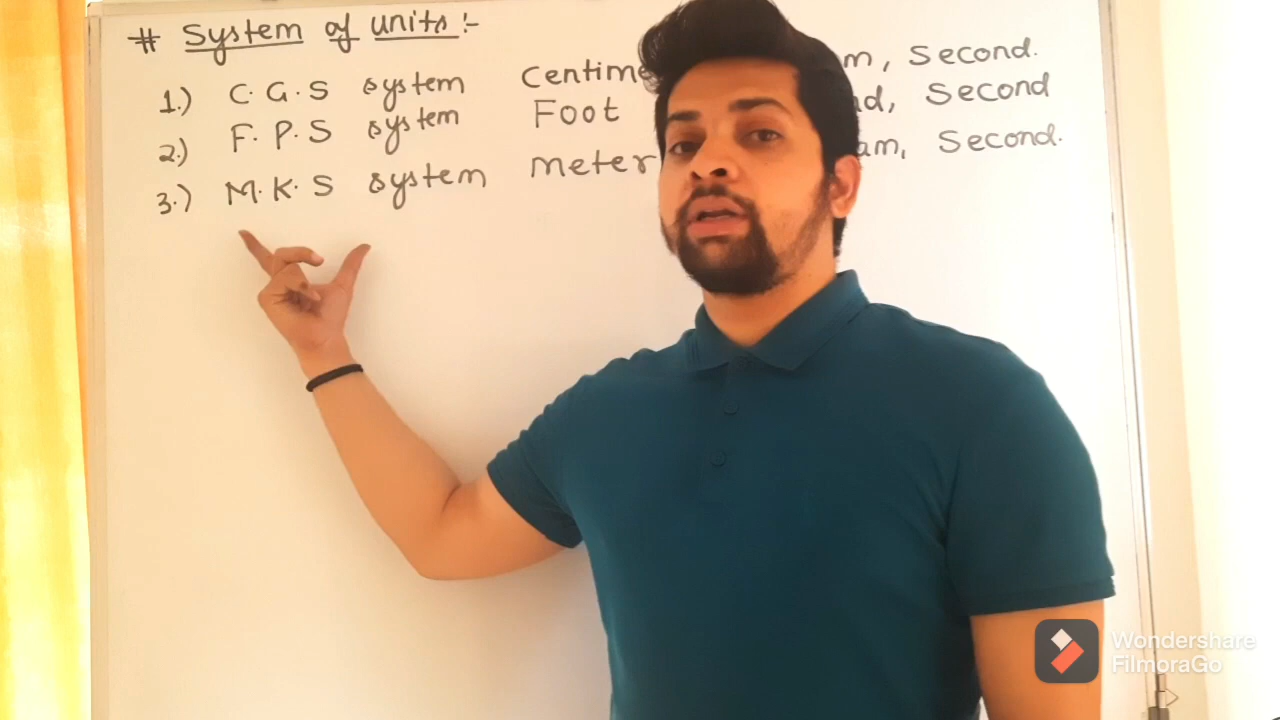 # System of units :-
1.) C.G.S system Centime m, Second.
2.) F.P.S system Foot d, Second
3.) M.K.S system Meter am, Second.
Wondershare
FilmoraGo